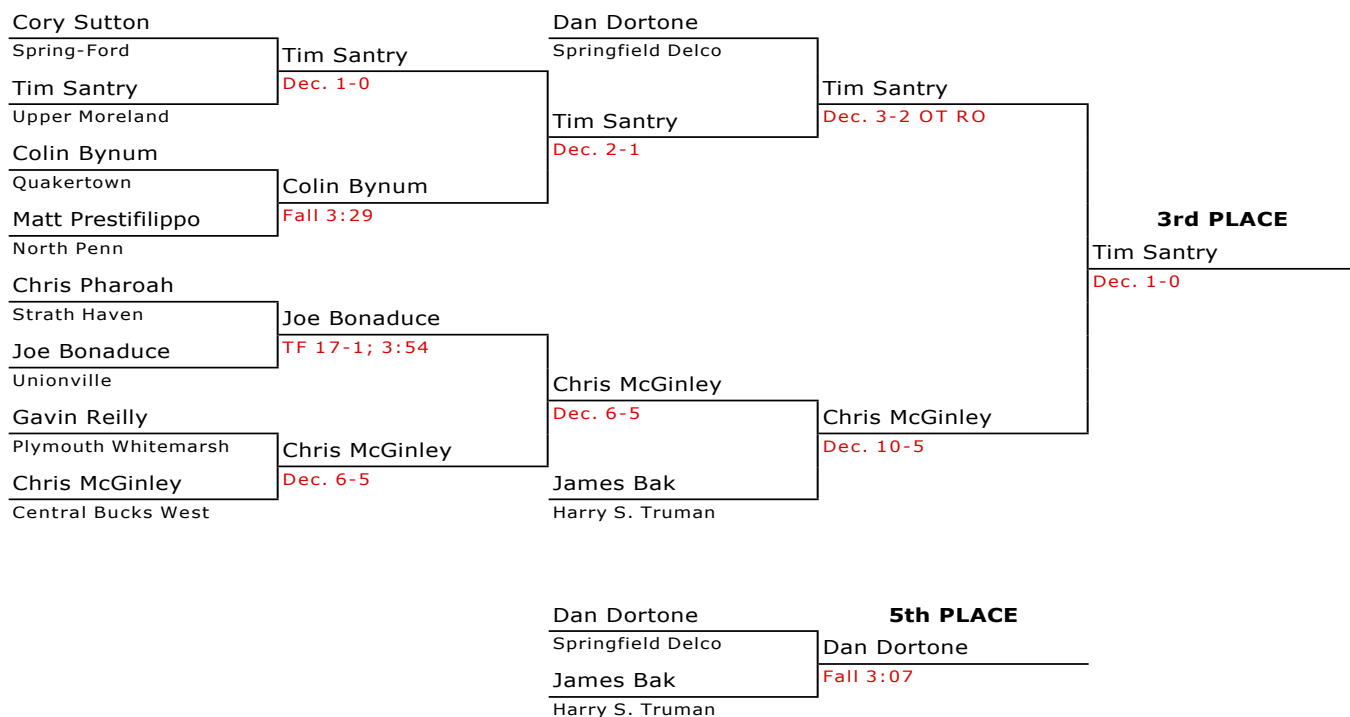 Cory Sutton
Spring-Ford
Tim Santry
Dec. 1-0
Tim Santry
Upper Moreland
Colin Bynum
Quakertown
Colin Bynum
Fall 3:29
Matt Prestifilippo
North Penn
Chris Pharoah
Strath Haven
Joe Bonaduce
TF 17-1; 3:54
Joe Bonaduce
Unionville
Gavin Reilly
Plymouth Whitemarsh
Chris McGinley
Dec. 6-5
Chris McGinley
Central Bucks West
Dan Dortone
Springfield Delco
Tim Santry
Dec. 2-1
Tim Santry
Dec. 3-2 OT RO
Chris McGinley
Dec. 6-5
James Bak
Harry S. Truman
Chris McGinley
Dec. 10-5
3rd PLACE
Tim Santry
Dec. 1-0
Dan Dortone
Springfield Delco
James Bak
Harry S. Truman
5th PLACE
Dan Dortone
Fall 3:07